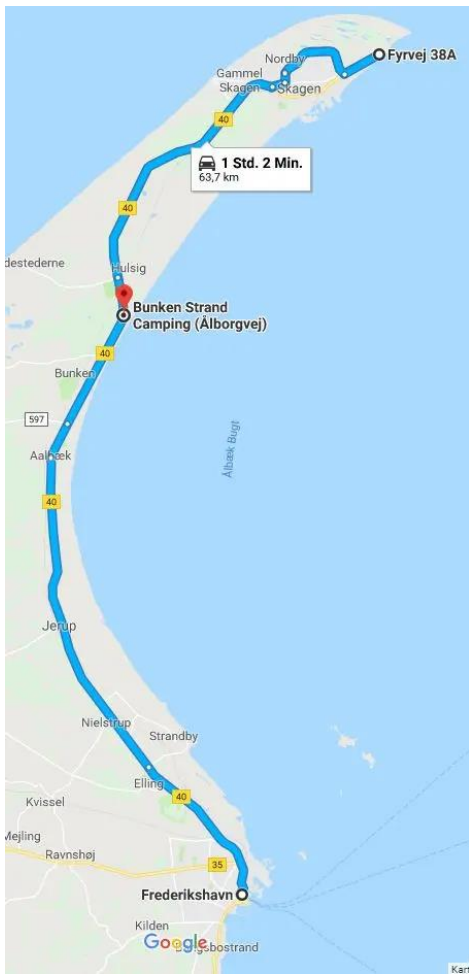 Fyrvej 38A
Nordby
Gammel
Skagen
Skagen
40
1 Std. 2 Min.
63,7 km
40
destederne
Hulsig
Bunken Strand
Camping (Ålborgvej)
40
Bunken
597
Aalbæk
Ålbæk Bugt
40
Jerup
Nielstrup
Strandby
Elling
40
Kvissel
Mejling
Ravnshøj
35
Frederikshavn
Kilden
Google
gsbostrand
Kart